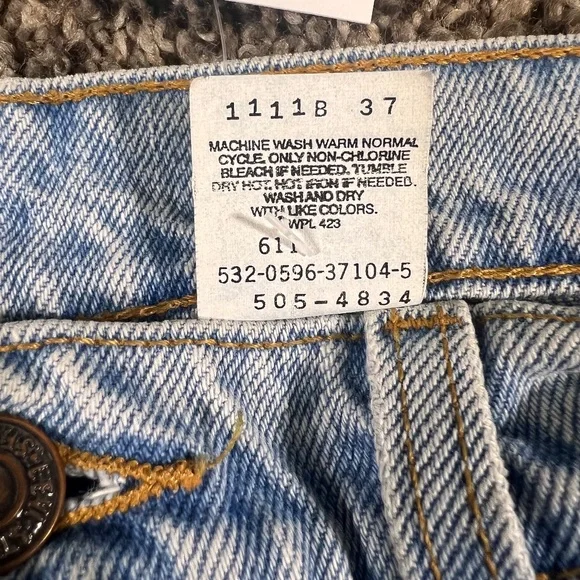 1111B 37
MACHINE WASH WARM NORMAL
CYCLE, ONLY NON-CHLORINE
BLEACH IF NEEDED. TUMBLE
DRY HOT. HOT IRON IF NEEDED.
WASH AND DRY
WITH LIKE COLORS.
WPL 423
611
532-0596-37104-5
505-4834